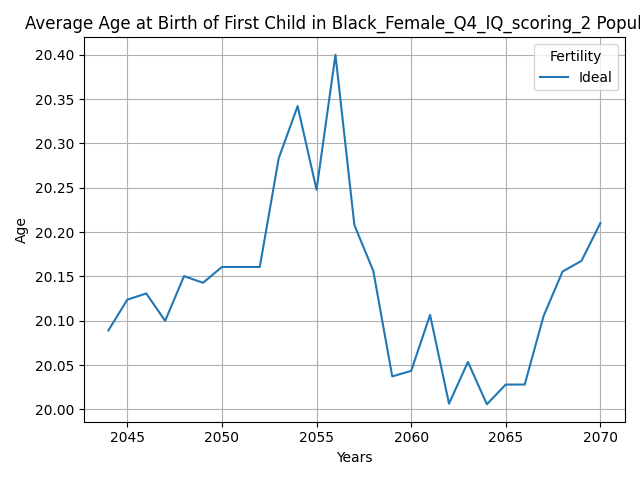 Average Age at Birth of First Child in Black_Female_Q4_IQ_scoring_2 Popul
Fertility
Ideal
20.40
20.35
20.30
20.25
20.20
20.15
20.10
20.05
20.00
Age
2045 2050 2055 2060 2065 2070
Years